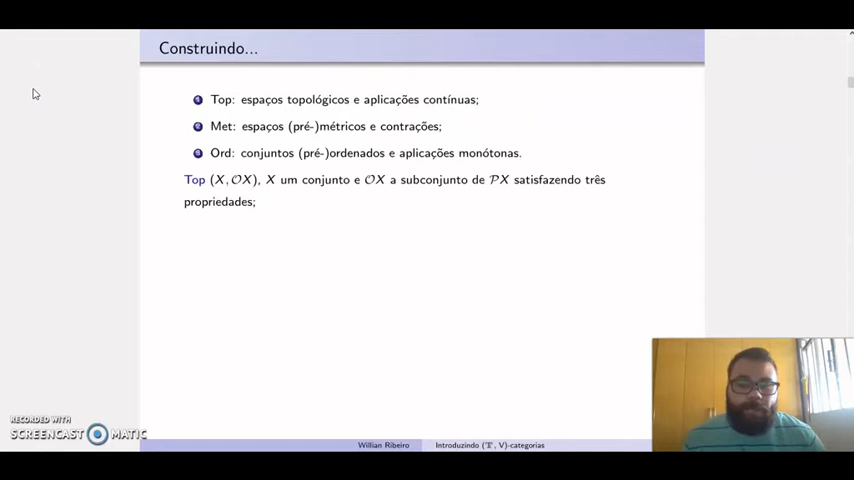 Construindo...
1 Top: espaços topológicos e aplicações contínuas;
2 Met: espaços (pré-)métricos e contrações;
3 Ord: conjuntos (pré-)ordenados e aplicações monótonas.
Top (X, 𝒪X), X um conjunto e 𝒪X a subconjunto de 𝒫X satisfazendo três
propriedades;
RECORDED WITH
SCREENCAST MATIC
Willian Ribeiro Introduzindo (𝕋, V)-categorias